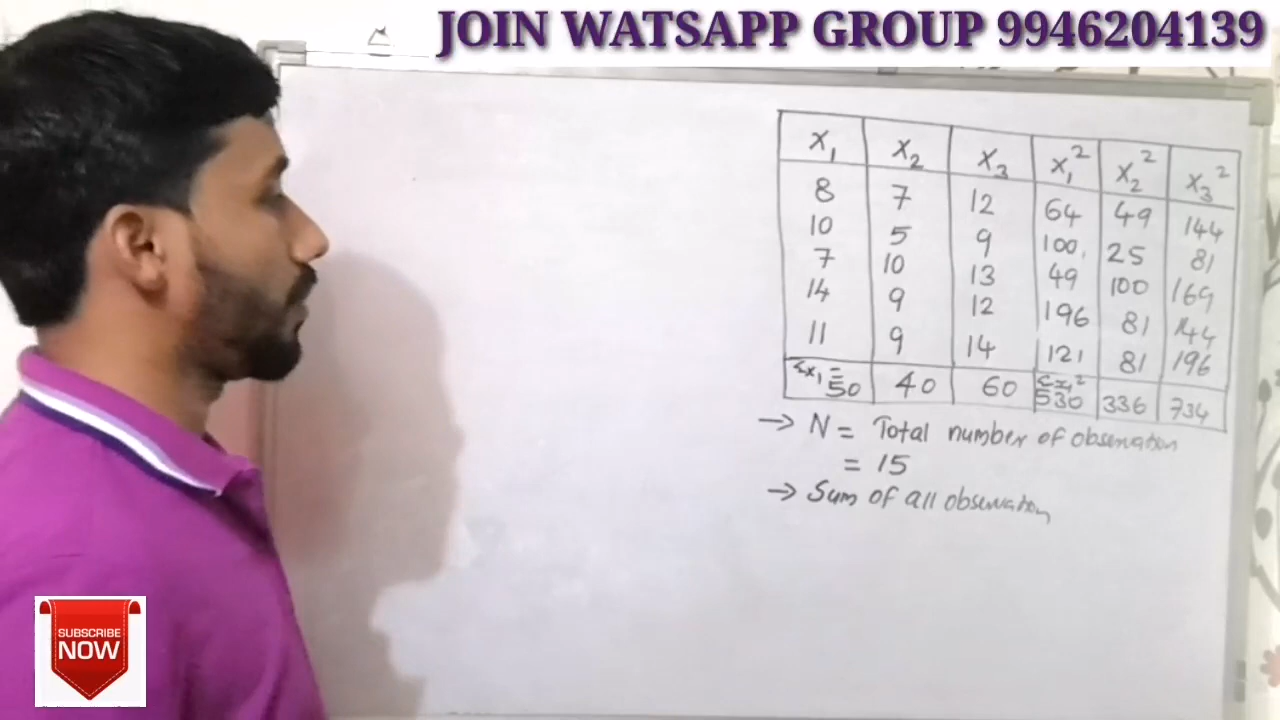 JOIN WATSAPP GROUP 9946204139
X₁ X₂ X₃ X₁² X₂² X₃²
8 7 12 64 49 144
10 5 9 100 25 81
7 10 13 49 100 169
14 9 12 196 81 144
11 9 14 121 81 196
Σx₁ = 50 40 60 Σx₁² 530 336 734
→ N = Total number of observation
= 15
→ Sum of all observation
SUBSCRIBE
NOW